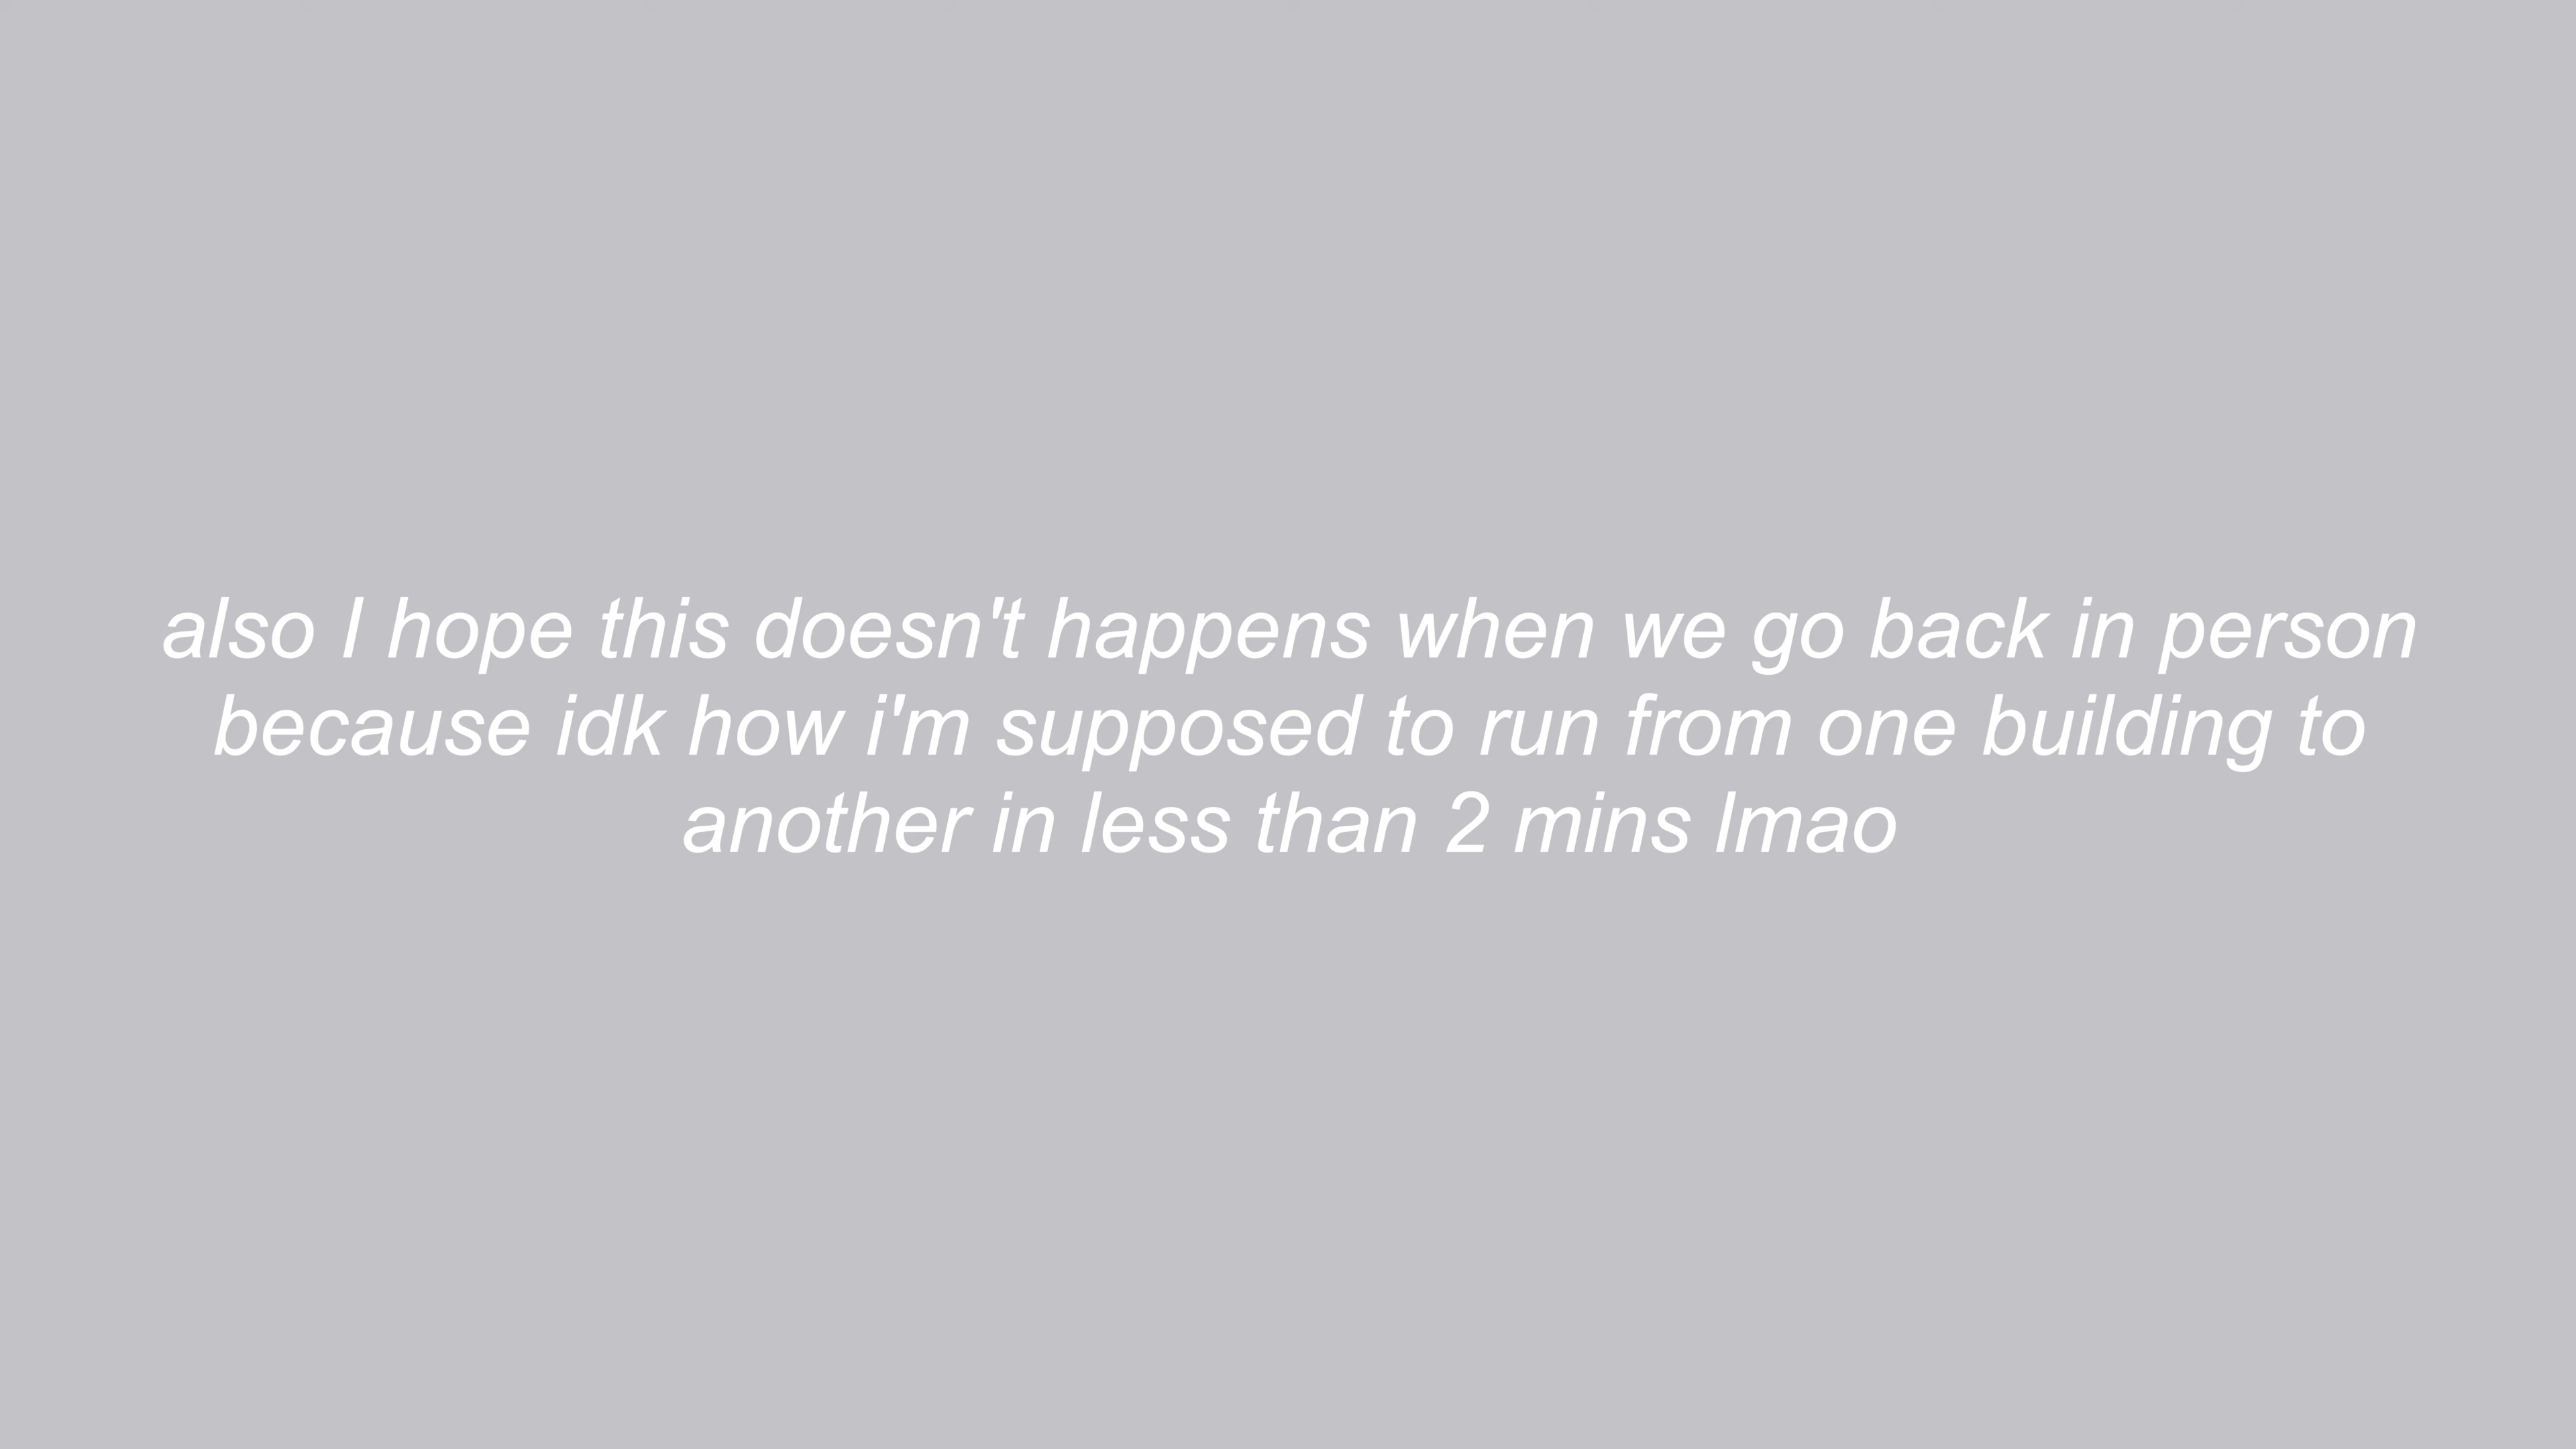 also I hope this doesn't happens when we go back in person
because idk how i'm supposed to run from one building to
another in less than 2 mins lmao